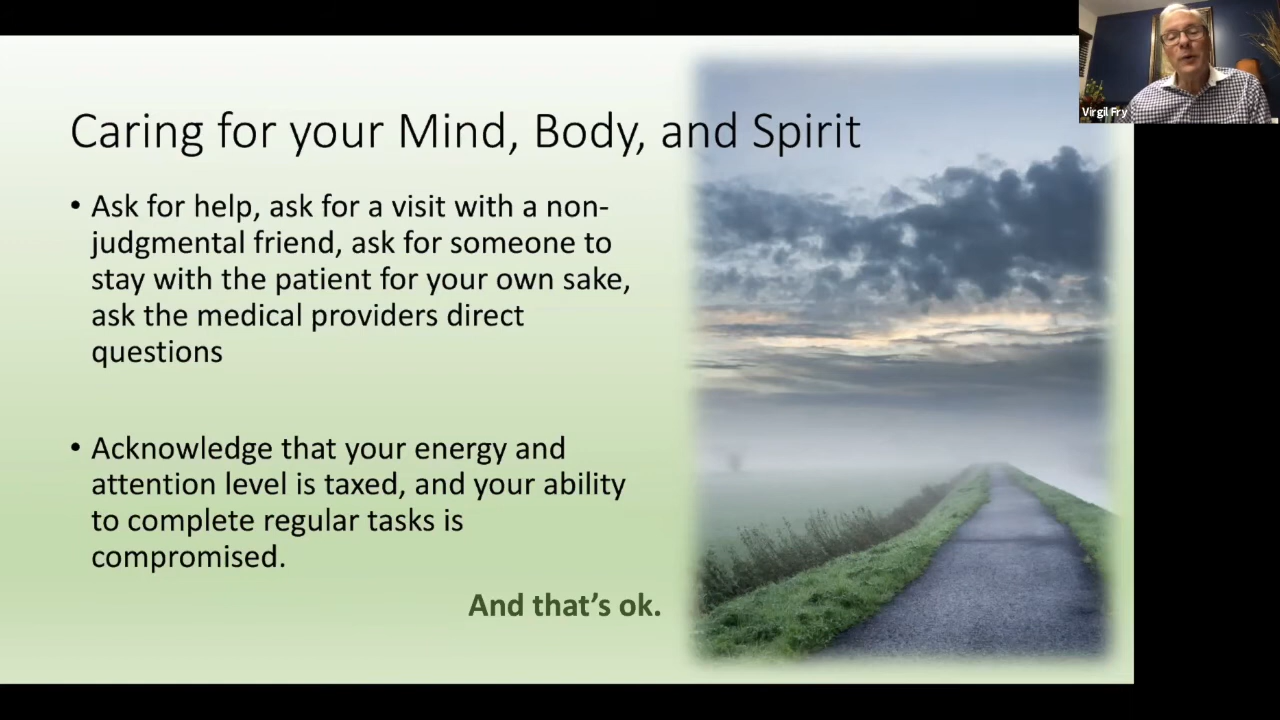 Caring for your Mind, Body, and Spirit
• Ask for help, ask for a visit with a non-
judgmental friend, ask for someone to
stay with the patient for your own sake,
ask the medical providers direct
questions
• Acknowledge that your energy and
attention level is taxed, and your ability
to complete regular tasks is
compromised.
And that’s ok.
Virgil Fry